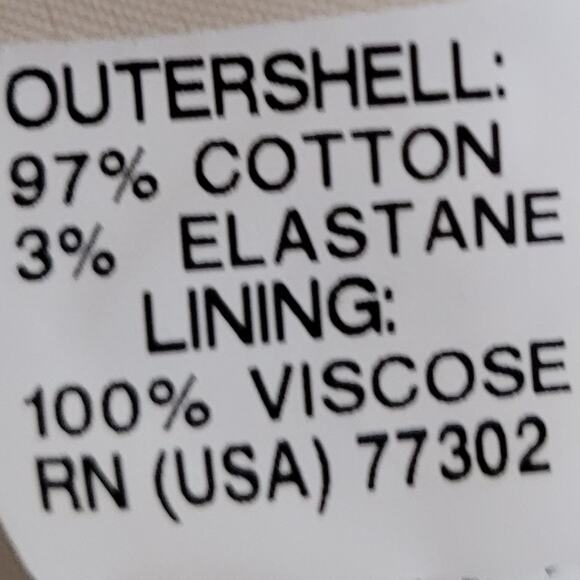 OUTERSHELL:
97% COTTON
3% ELASTANE
LINING:
100% VISCOSE
RN (USA) 77302